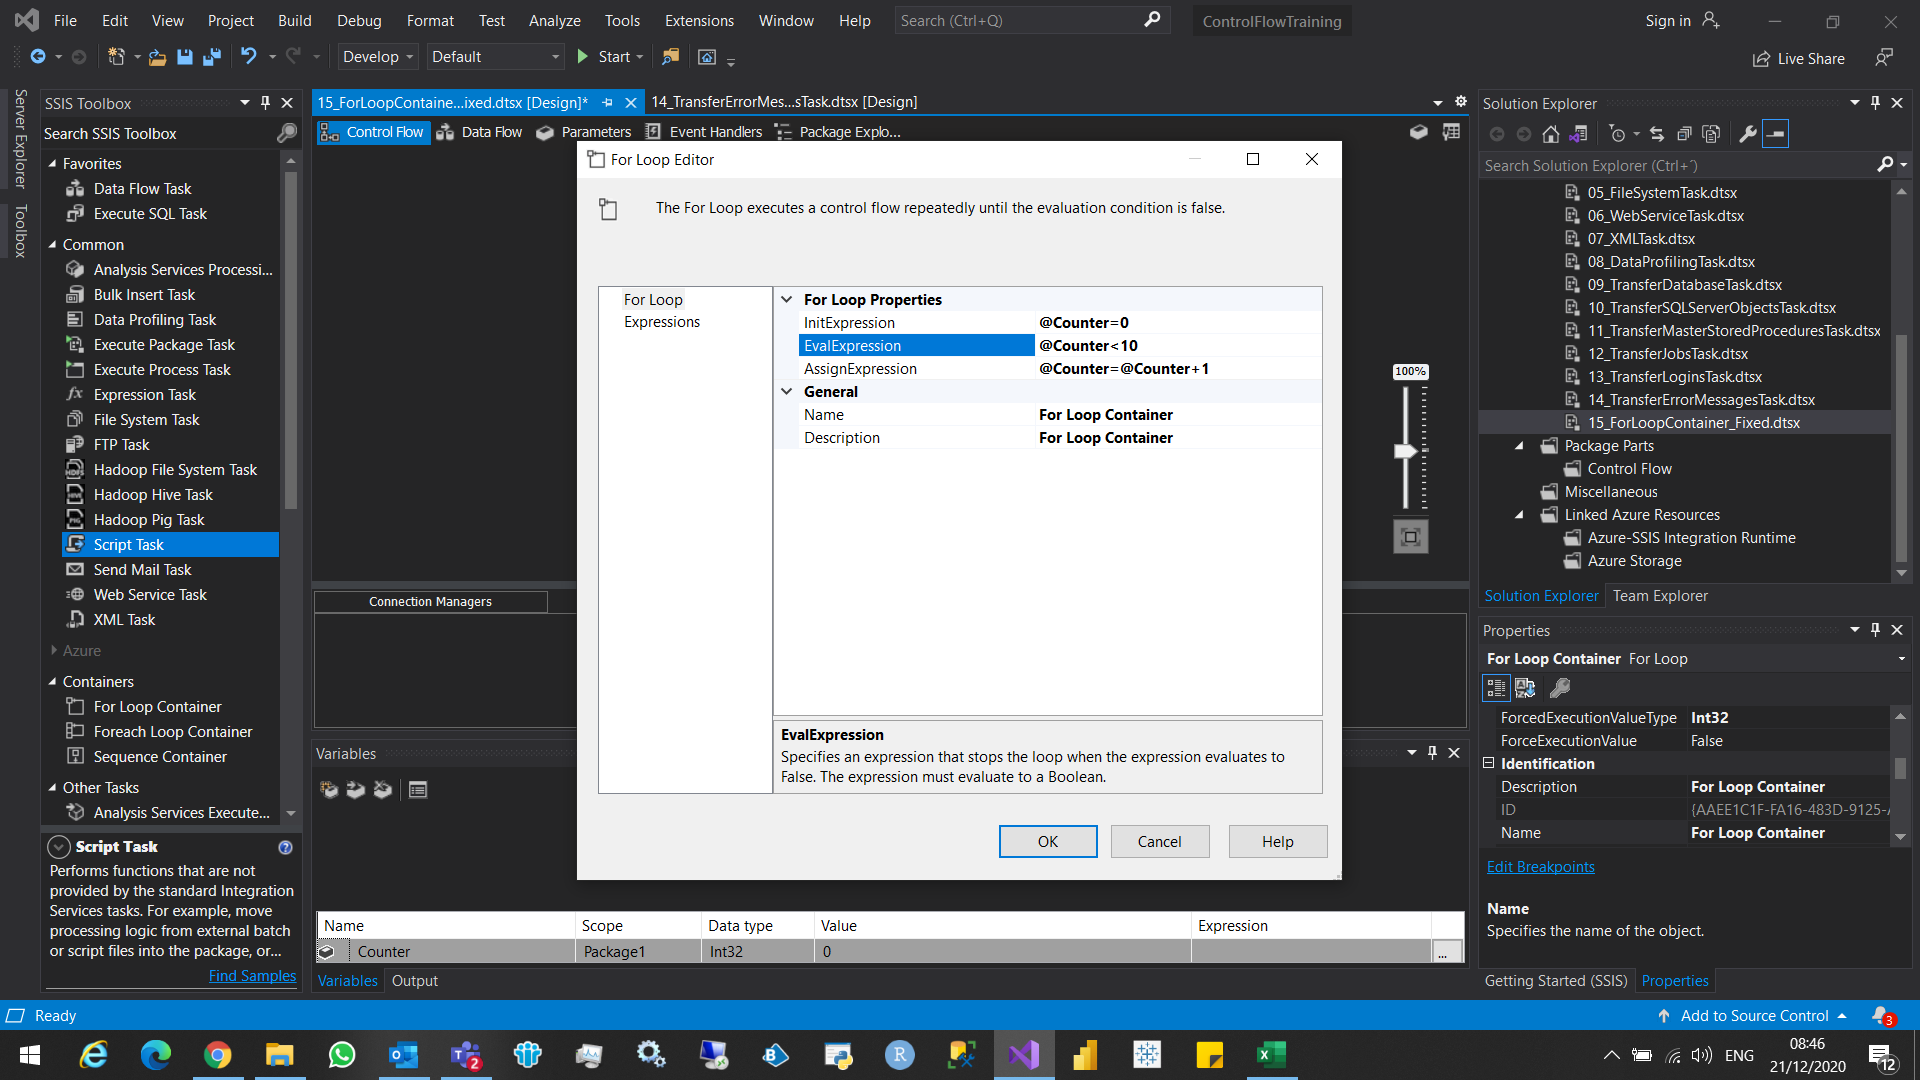 File Edit View Project Build Debug Format Test Analyze Tools Extensions Window Help Search (Ctrl+Q) ControlFlowTraining Sign in
Develop Default Start Live Share
Server Explorer
Toolbox
SSIS Toolbox
Search SSIS Toolbox
Favorites
Data Flow Task
Execute SQL Task
Common
Analysis Services Processi...
Bulk Insert Task
Data Profiling Task
Execute Package Task
Execute Process Task
Expression Task
File System Task
FTP Task
Hadoop File System Task
Hadoop Hive Task
Hadoop Pig Task
Script Task
Send Mail Task
Web Service Task
XML Task
Azure
Containers
For Loop Container
Foreach Loop Container
Sequence Container
Other Tasks
Analysis Services Execute...
Script Task
Performs functions that are not
provided by the standard Integration
Services tasks. For example, move
processing logic from external batch
or script files into the package, or...
Find Samples
15_ForLoopContaine...ixed.dtsx [Design]* 14_TransferErrorMes...sTask.dtsx [Design]
Control Flow Data Flow Parameters Event Handlers Package Explo...
For Loop Editor
The For Loop executes a control flow repeatedly until the evaluation condition is false.
For Loop
Expressions
For Loop Properties
InitExpression @Counter=0
EvalExpression @Counter<10
AssignExpression @Counter=@Counter+1
General
Name For Loop Container
Description For Loop Container
EvalExpression
Specifies an expression that stops the loop when the expression evaluates to
False. The expression must evaluate to a Boolean.
OK Cancel Help
100%
Connection Managers
Variables
Name Scope Data type Value Expression
Counter Package1 Int32 0 ...
Variables Output
Solution Explorer
Search Solution Explorer (Ctrl+¨)
05_FileSystemTask.dtsx
06_WebServiceTask.dtsx
07_XMLTask.dtsx
08_DataProfilingTask.dtsx
09_TransferDatabaseTask.dtsx
10_TransferSQLServerObjectsTask.dtsx
11_TransferMasterStoredProceduresTask.dtsx
12_TransferJobsTask.dtsx
13_TransferLoginsTask.dtsx
14_TransferErrorMessagesTask.dtsx
15_ForLoopContainer_Fixed.dtsx
Package Parts
Control Flow
Miscellaneous
Linked Azure Resources
Azure-SSIS Integration Runtime
Azure Storage
Solution Explorer Team Explorer
Properties
For Loop Container For Loop
ForcedExecutionValueType Int32
ForceExecutionValue False
Identification
Description For Loop Container
ID {AAEE1C1F-FA16-483D-9125-
Name For Loop Container
Edit Breakpoints
Name
Specifies the name of the object.
Getting Started (SSIS) Properties
Ready Add to Source Control 3
2 ENG 08:46
21/12/2020 12